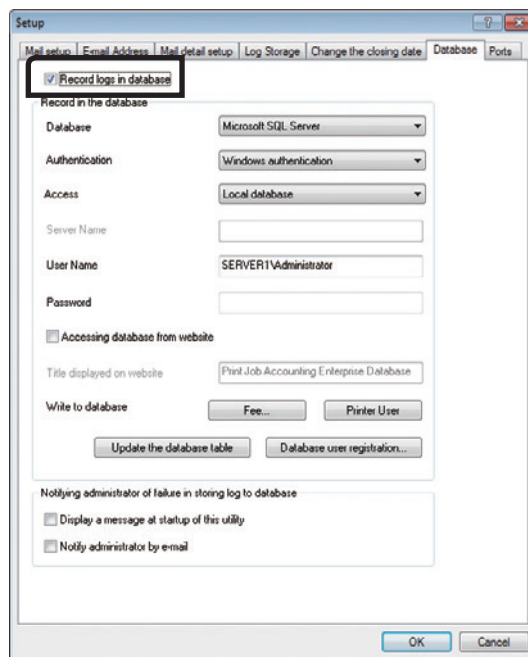 Setup
Mail setup E-mail Address Mail detail setup Log Storage Change the closing date Database Ports
Record logs in database
Record in the database
Database Microsoft SQL Server
Authentication Windows authentication
Access Local database
Server Name
User Name SERVER1\Administrator
Password
Accessing database from website
Title displayed on website Print Job Accounting Enterprise Database
Write to database Fee... Printer User
Update the database table Database user registration...
Notifying administrator of failure in storing log to database
Display a message at startup of this utility
Notify administrator by e-mail
OK Cancel